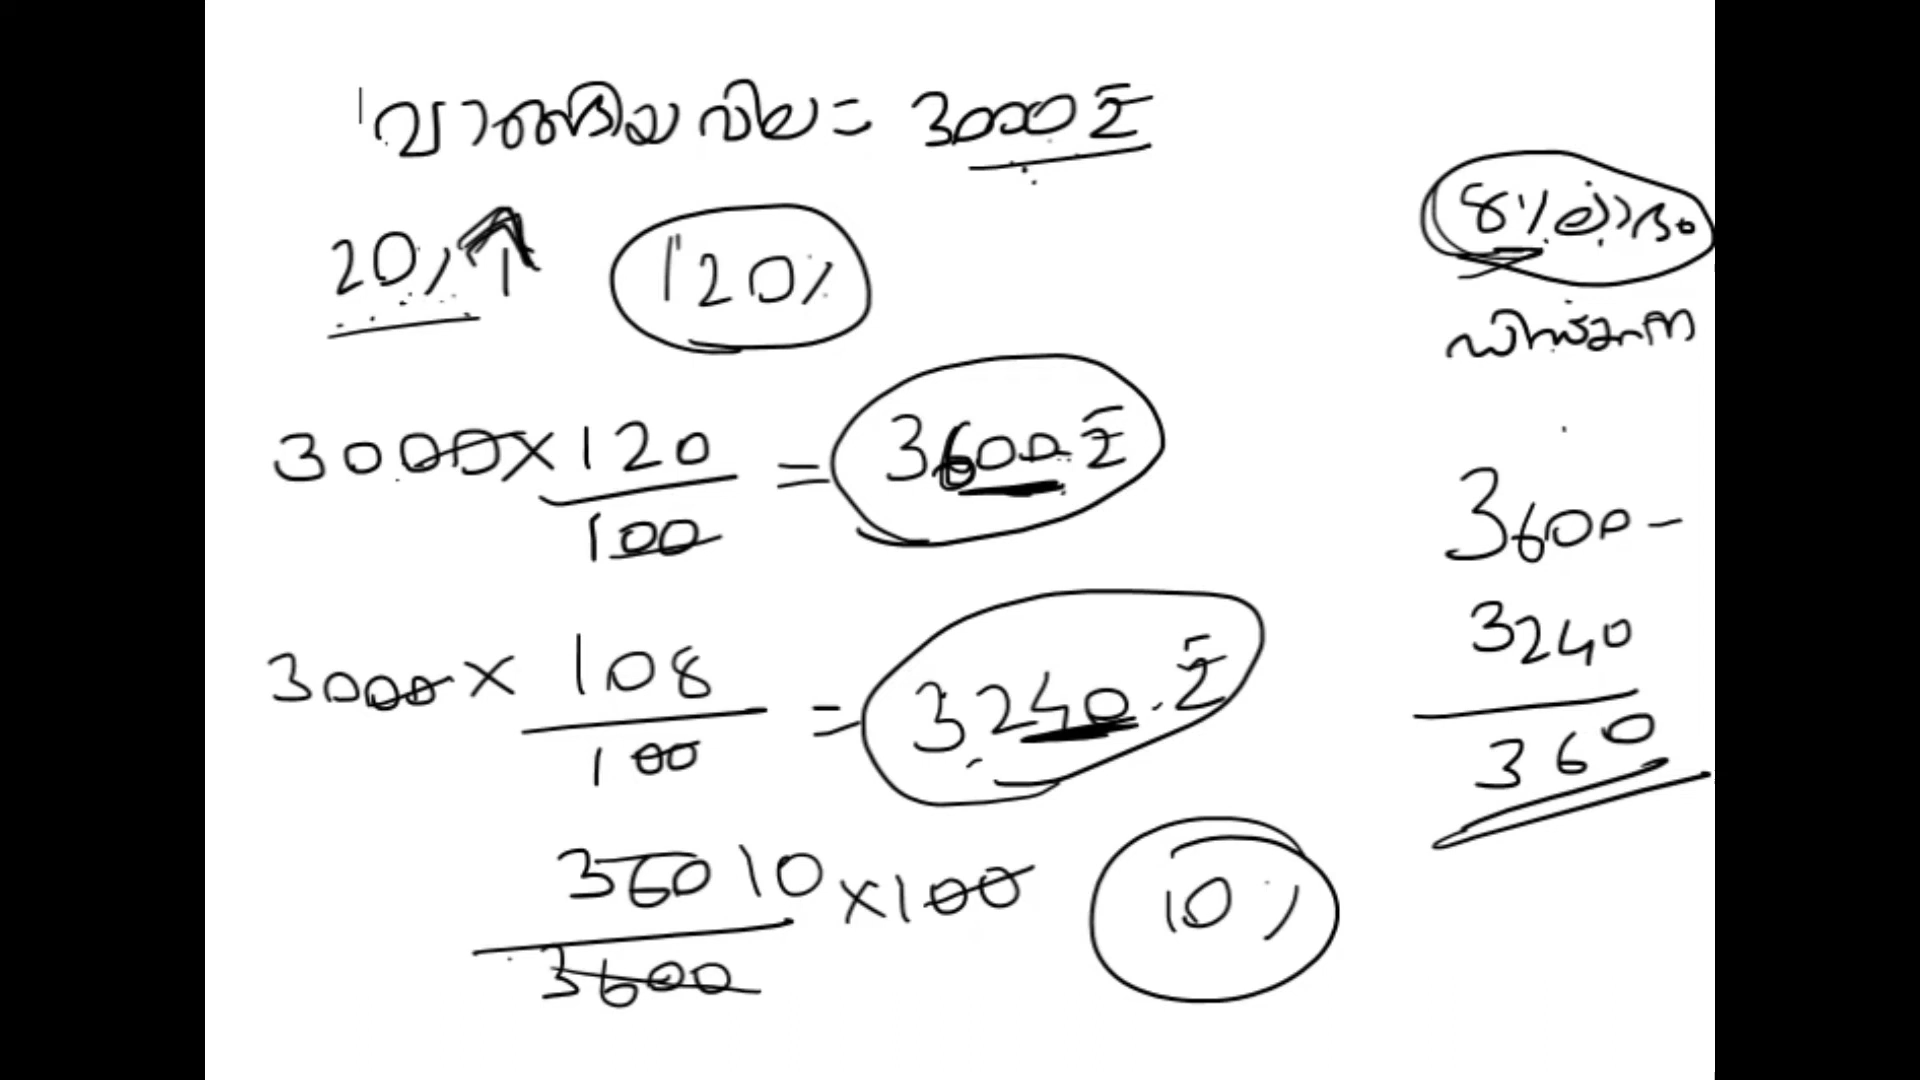 വാങ്ങിയ വില = 3000 ₹
8% ലാഭം
20% ↑ 120%
ഡിസ്കൗണ്ട്
3000 × 120 = 3600 ₹
100
3600 -
3240
360
3000 × 108 = 3240 ₹
100
360 10 × 100 10%
3600